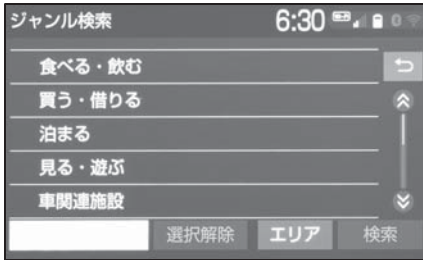 ジャンル検索 6:30
食べる・飲む
買う・借りる
泊まる
見る・遊ぶ
車関連施設
選択解除 エリア 検索